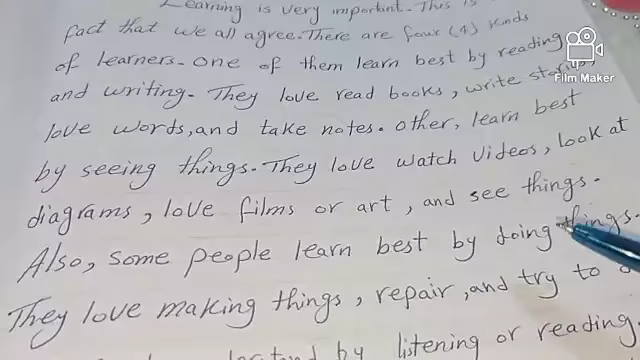 Learning is very important. This is
fact that we all agree. There are four (4) kinds
of learners. One of them learn best by reading
and writing. They love read books, write
love words, and take notes. other, learn best
by seeing things. They love watch videos, look at
diagrams, love films or art, and see things.
Also, some people learn best by doing things.
They love making things, repair, and try to
by listening or reading.
Film Maker